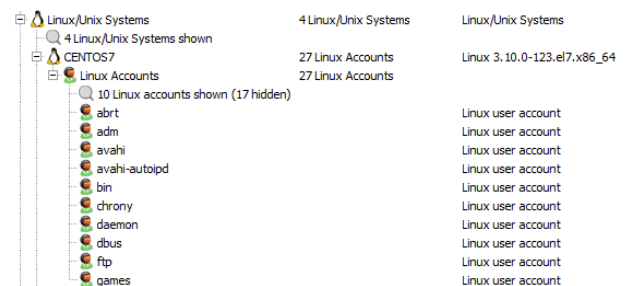 Linux/Unix Systems 4 Linux/Unix Systems Linux/Unix Systems
4 Linux/Unix Systems shown
CENTOS7 27 Linux Accounts Linux 3.10.0-123.el7.x86_64
Linux Accounts 27 Linux Accounts
10 Linux accounts shown (17 hidden)
abrt Linux user account
adm Linux user account
avahi Linux user account
avahi-autoipd Linux user account
bin Linux user account
chrony Linux user account
daemon Linux user account
dbus Linux user account
ftp Linux user account
games Linux user account